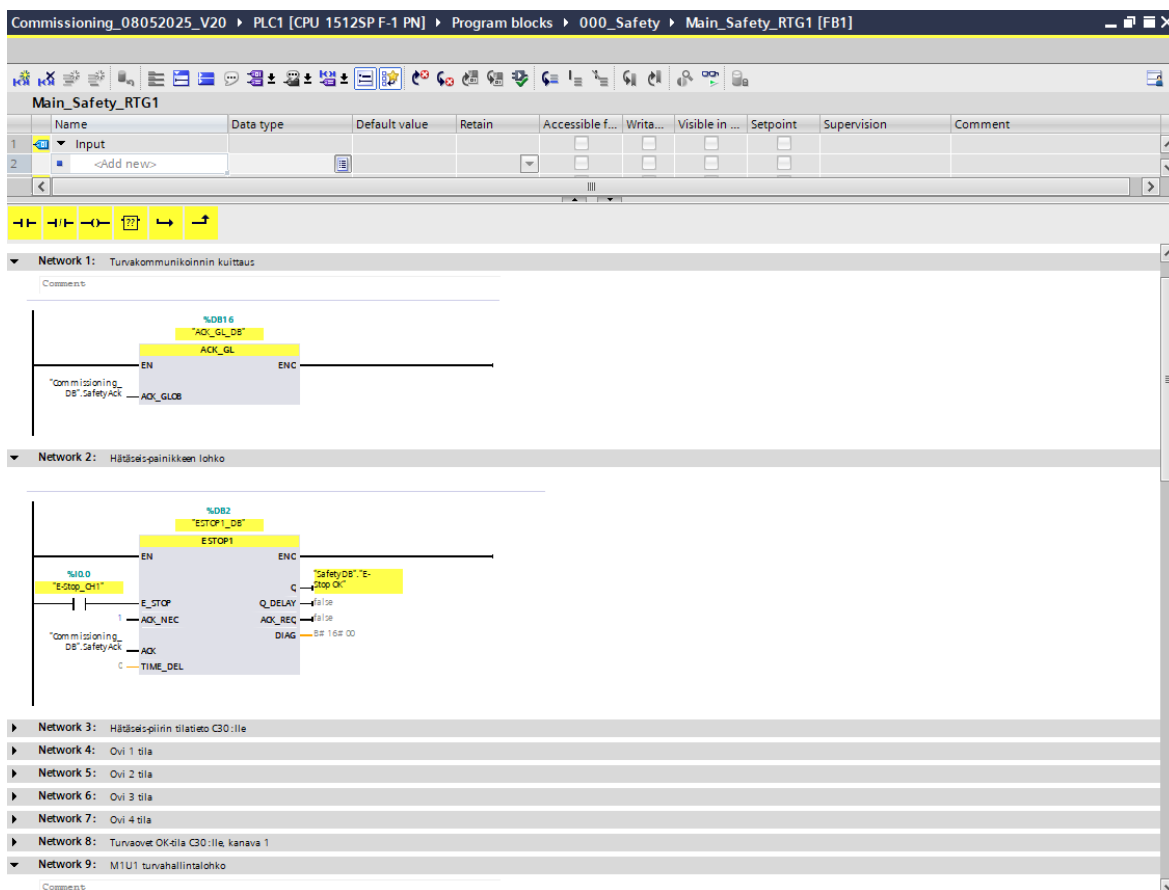 Commissioning_08052025_V20 ▸ PLC1 [CPU 1512SP F-1 PN] ▸ Program blocks ▸ 000_Safety ▸ Main_Safety_RTG1 [FB1]
Main_Safety_RTG1
Name Data type Default value Retain Accessible f... Writa... Visible in ... Setpoint Supervision Comment
1 Input
2 <Add new>
Network 1: Turvakommunikoinnin kuittaus
Comment
%DB16
"ACK_GL_DB"
ACK_GL
EN ENO
"Commissioning_
DB".SafetyAck ACK_GLOB
Network 2: Hätäseis-painikkeen lohko
%DB2
"ESTOP1_DB"
ESTOP1
EN ENO
%I0.0
"E-Stop_CH1"
E_STOP
Q "SafetyDB"."E-
Stop OK"
Q_DELAY false
1 ACK_NEC ACK_REQ false
"Commissioning_
DB".SafetyAck ACK
DIAG B#16#00
0 TIME_DEL
Network 3: Hätäseis-piirin tilatieto C30:lle
Network 4: Ovi 1 tila
Network 5: Ovi 2 tila
Network 6: Ovi 3 tila
Network 7: Ovi 4 tila
Network 8: Turvaovet OK-tila C30:lle, kanava 1
Network 9: M1U1 turvahallintalohko
Comment